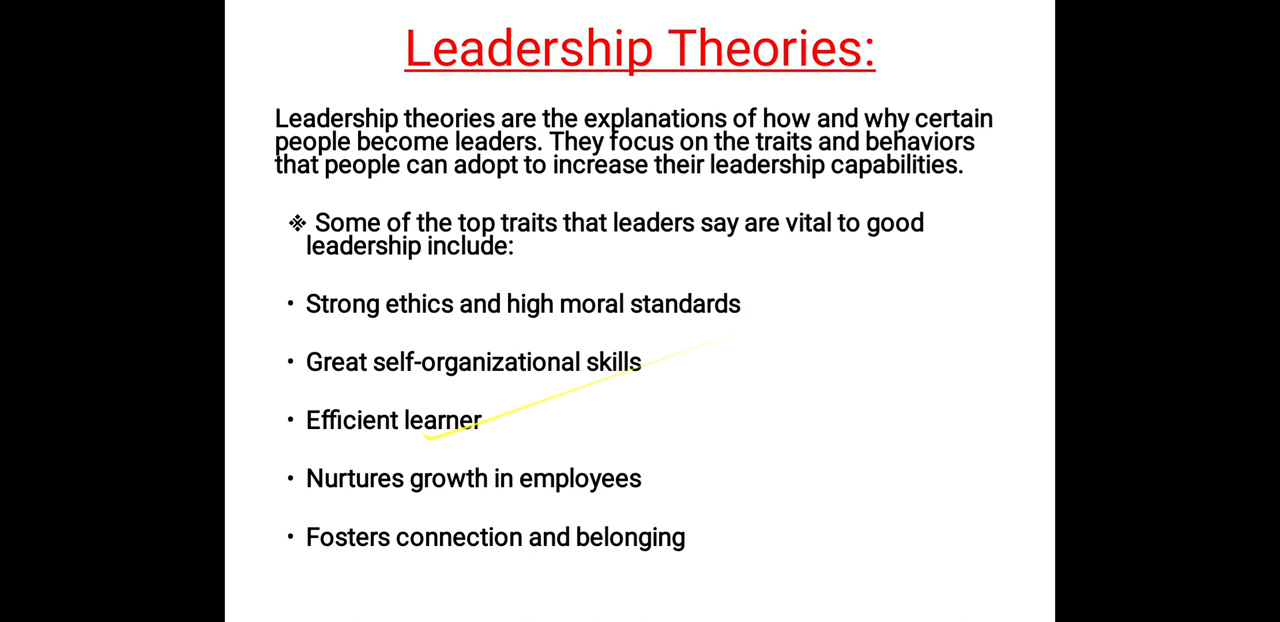 Leadership Theories:
Leadership theories are the explanations of how and why certain
people become leaders. They focus on the traits and behaviors
that people can adopt to increase their leadership capabilities.
❖ Some of the top traits that leaders say are vital to good
leadership include:
• Strong ethics and high moral standards
• Great self-organizational skills
• Efficient learner
• Nurtures growth in employees
• Fosters connection and belonging